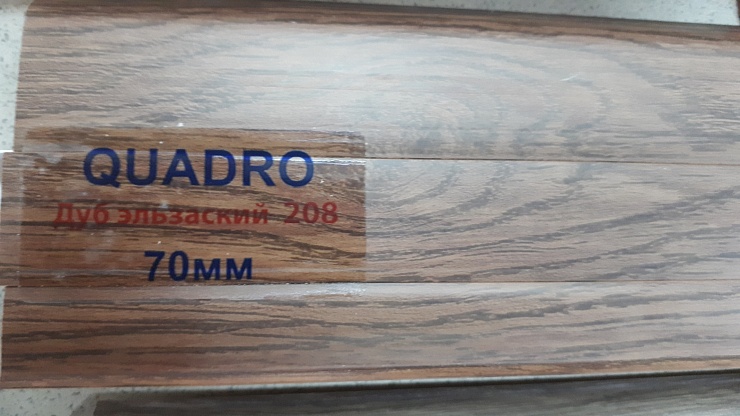 QUADRO
Дуб эльзаский 208
70мм